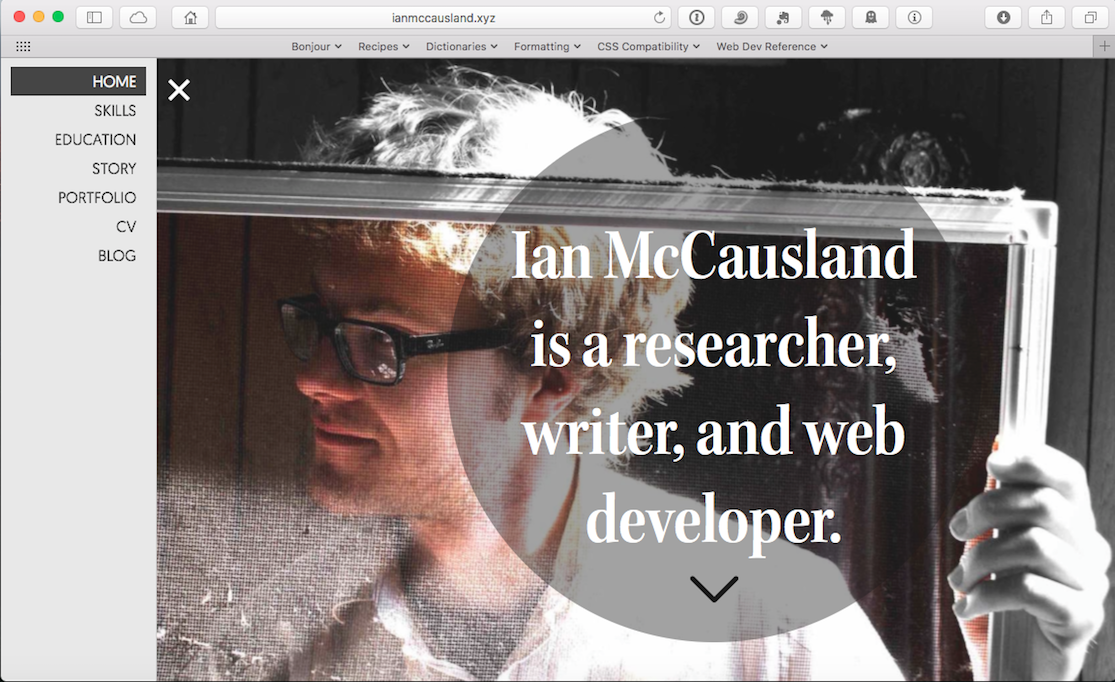 ianmccausland.xyz
Bonjour Recipes Dictionaries Formatting CSS Compatibility Web Dev Reference
HOME
SKILLS
EDUCATION
STORY
PORTFOLIO
CV
BLOG
Ian McCausland
is a researcher,
writer, and web
developer.